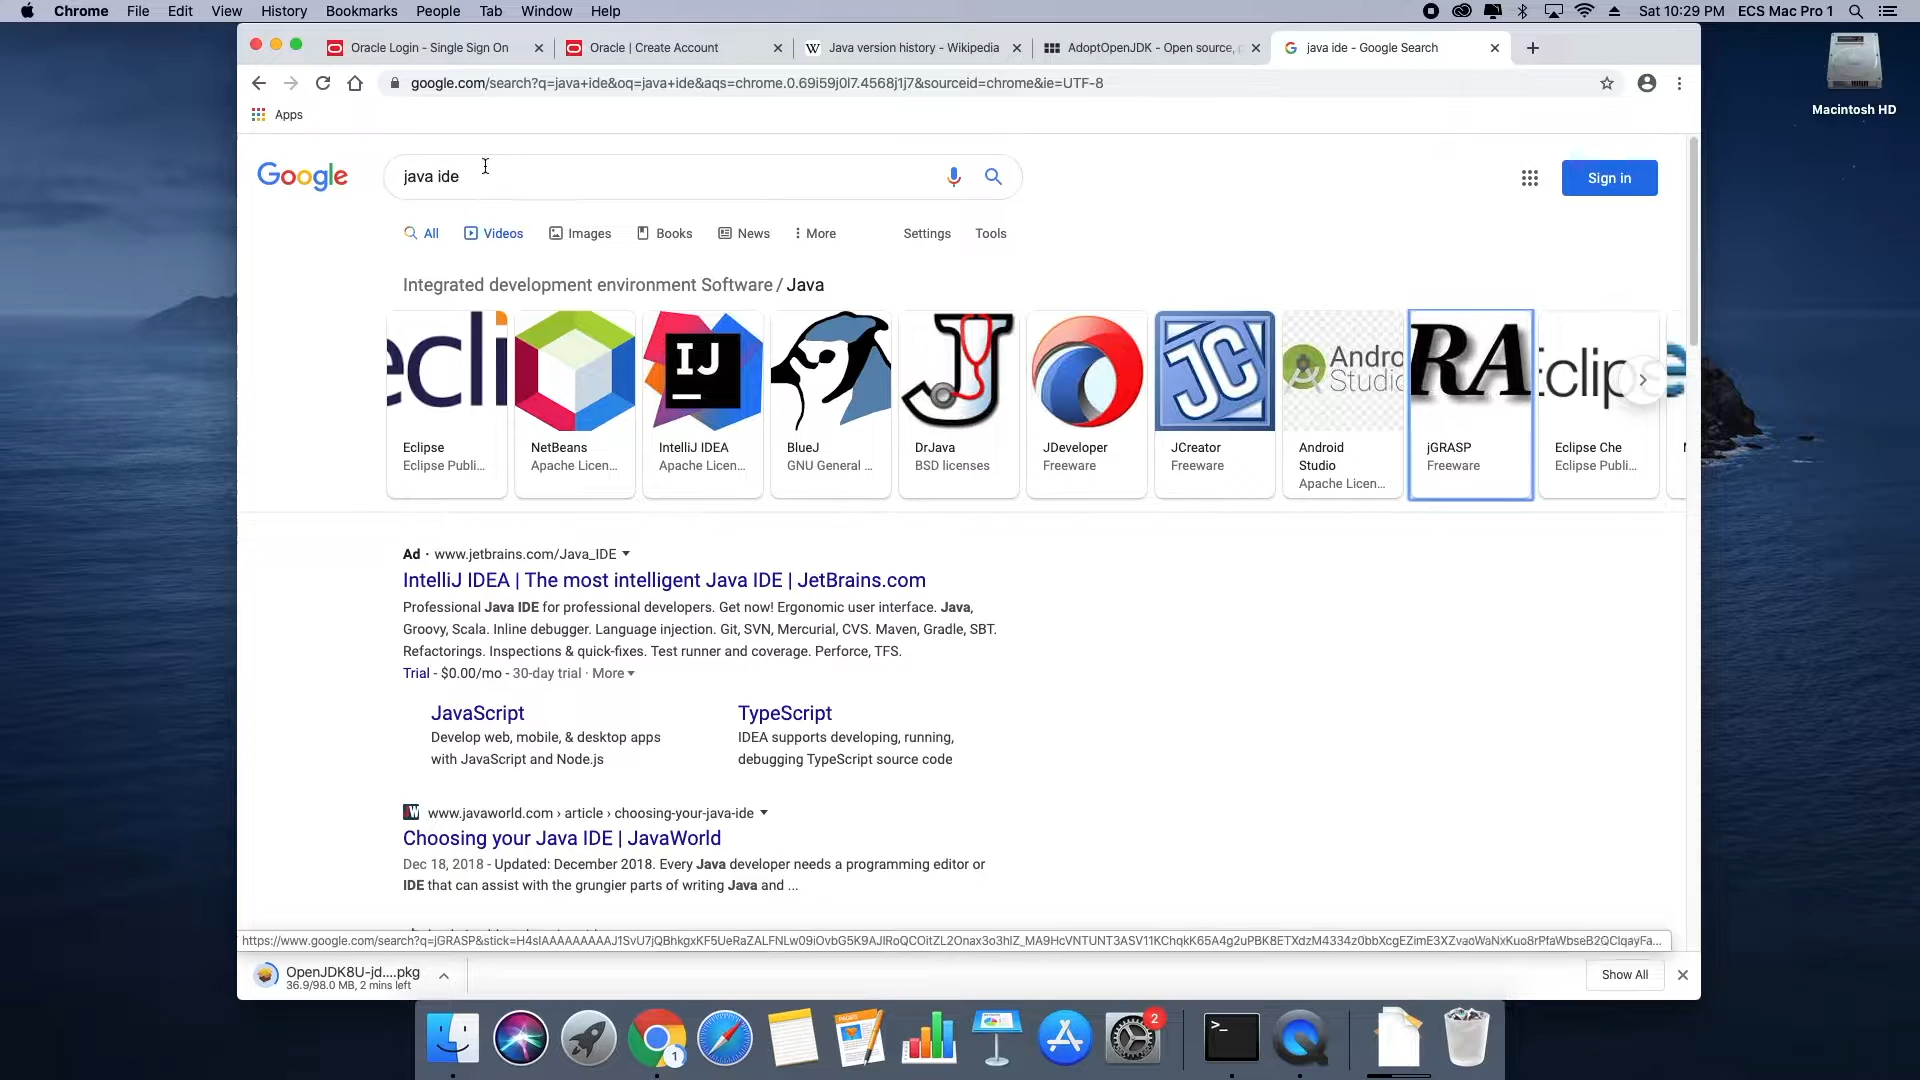 Chrome File Edit View History Bookmarks People Tab Window Help
Sat 10:29 PM ECS Mac Pro 1
Oracle Login - Single Sign On
Oracle | Create Account
W Java version history - Wikipedia
AdoptOpenJDK - Open source,
java ide - Google Search
google.com/search?q=java+ide&oq=java+ide&aqs=chrome.0.69i59j0l7.4568j1j7&sourceid=chrome&ie=UTF-8
Apps
Google
java ide
Sign in
All Videos Images Books News More Settings Tools
Integrated development environment Software / Java
ecli
IJ
J
JC
Andro
Studio
RA
Eclip
Eclipse
Eclipse Publi...
NetBeans
Apache Licen...
IntelliJ IDEA
Apache Licen...
BlueJ
GNU General ...
DrJava
BSD licenses
JDeveloper
Freeware
JCreator
Freeware
Android
Studio
Apache Licen...
jGRASP
Freeware
Eclipse Che
Eclipse Publi...
Ad · www.jetbrains.com/Java_IDE
IntelliJ IDEA | The most intelligent Java IDE | JetBrains.com
Professional Java IDE for professional developers. Get now! Ergonomic user interface. Java,
Groovy, Scala. Inline debugger. Language injection. Git, SVN, Mercurial, CVS. Maven, Gradle, SBT.
Refactorings. Inspections & quick-fixes. Test runner and coverage. Perforce, TFS.
Trial - $0.00/mo - 30-day trial · More
JavaScript
Develop web, mobile, & desktop apps
with JavaScript and Node.js
TypeScript
IDEA supports developing, running,
debugging TypeScript source code
www.javaworld.com › article › choosing-your-java-ide
Choosing your Java IDE | JavaWorld
Dec 18, 2018 - Updated: December 2018. Every Java developer needs a programming editor or
IDE that can assist with the grungier parts of writing Java and ...
OpenJDK8U-jd....pkg
36.9/98.0 MB, 2 mins left
Show All
Macintosh HD
1
PAGES
2